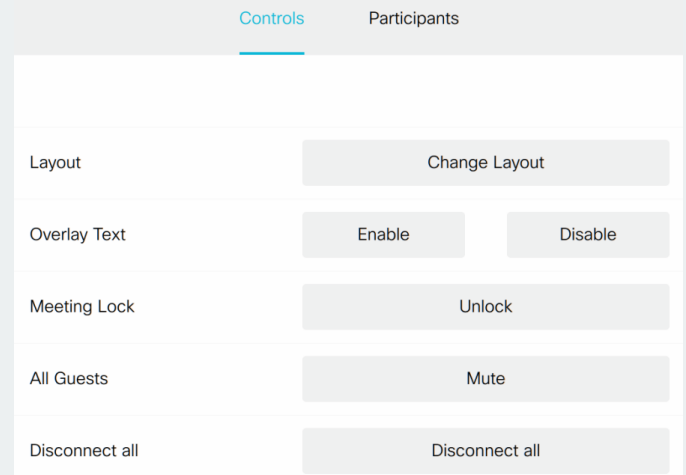 Controls Participants
Layout Change Layout
Overlay Text Enable Disable
Meeting Lock Unlock
All Guests Mute
Disconnect all Disconnect all